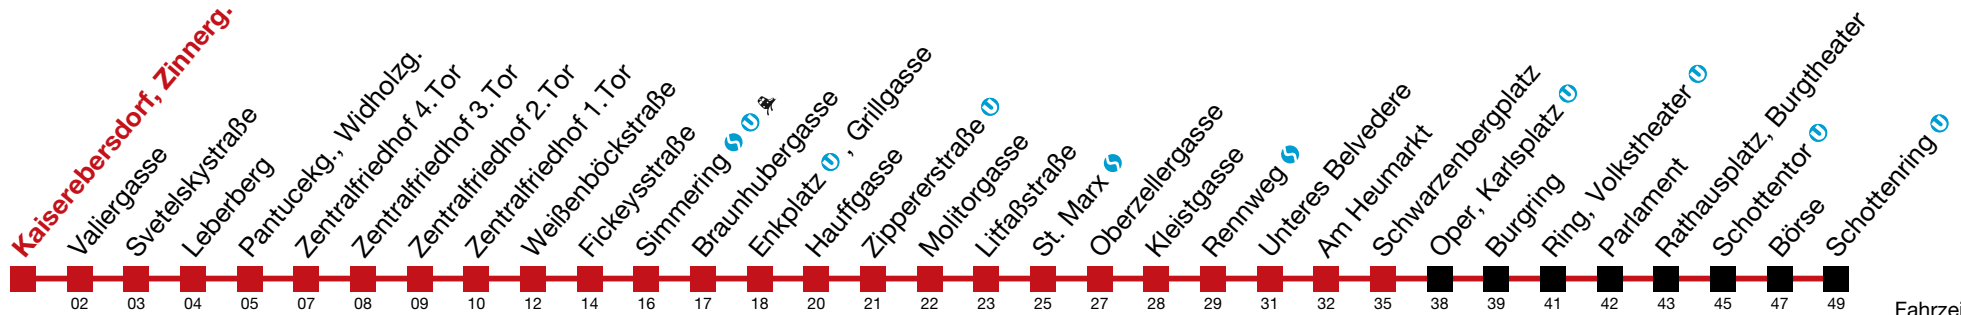 Kaiserebersdorf, Zinnerg.
Valiergasse
Svetelskystraße
Leberberg
Pantucekg., Widholzg.
Zentralfriedhof 4.Tor
Zentralfriedhof 3.Tor
Zentralfriedhof 2.Tor
Zentralfriedhof 1.Tor
Weißenböckstraße
Fickeysstraße
Simmering S U
Braunhubergasse
Enkplatz U , Grillgasse
Hauffgasse
Zippererstraße U
Molitorgasse
Litfaßstraße
St. Marx S
Oberzellergasse
Kleistgasse
Rennweg S
Unteres Belvedere
Am Heumarkt
Schwarzenbergplatz
Oper, Karlsplatz U
Burgring
Ring, Volkstheater U
Parlament
Rathausplatz, Burgtheater
Schottentor U
Börse
Schottenring U
02 03 04 05 07 08 09 10 12 14 16 17 18 20 21 22 23 25 27 28 29 31 32 35 38 39 41 42 43 45 47 49
Fahrzei